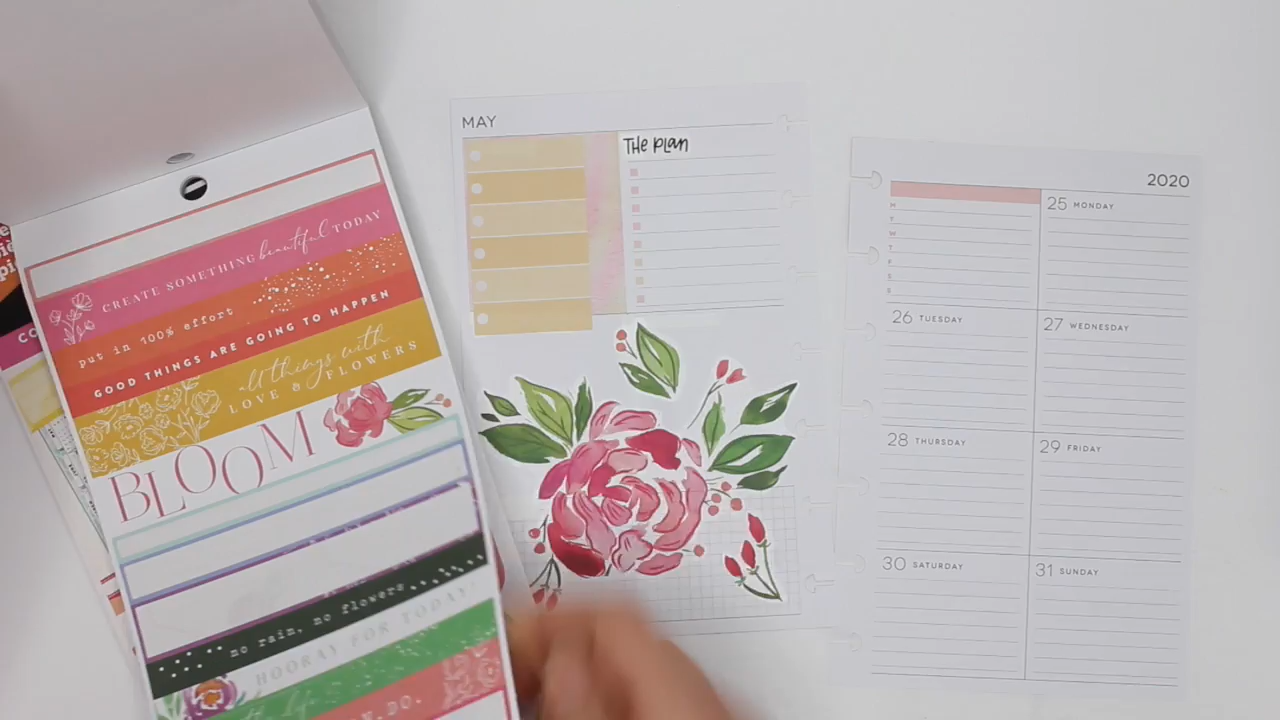 CREATE SOMETHING beautiful TODAY
put in 100% effort
GOOD THINGS ARE GOING TO HAPPEN
all things with
LOVE & FLOWERS
BLOOM
no rain, no flowers
HOORAY FOR TODAY!
DO.
MAY
THE PLAN
2020
M
T
W
T
F
S
S
25 MONDAY
26 TUESDAY
27 WEDNESDAY
28 THURSDAY
29 FRIDAY
30 SATURDAY
31 SUNDAY